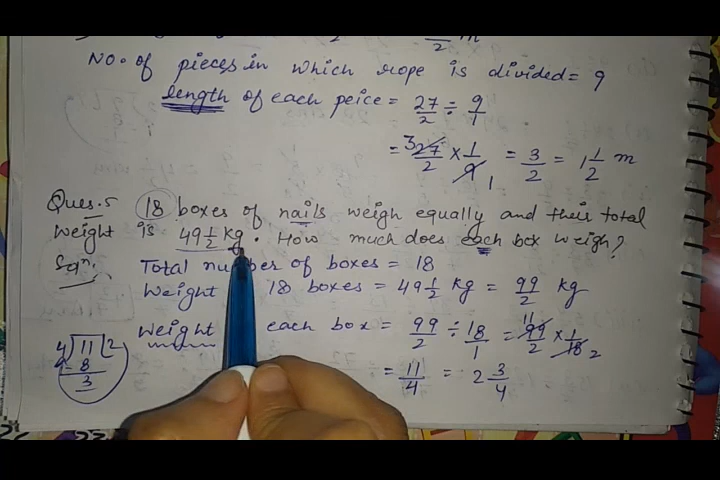 2 m
NO. of pieces in which rope is divided = 9
length of each peice = 27/2 ÷ 9/1
= 3 27/2 × 1/9 1 = 3/2 = 1 1/2 m
Ques. 5 18 boxes of nails weigh equally and their total
weight is 49 1/2 kg. How much does each box weigh?
Soln. Total number of boxes = 18
Weight 18 boxes = 49 1/2 kg = 99/2 kg
Weight each box = 99/2 ÷ 18/1 = 11 99/2 × 1/18 2
= 11/4 = 2 3/4
4 11 2
8
3